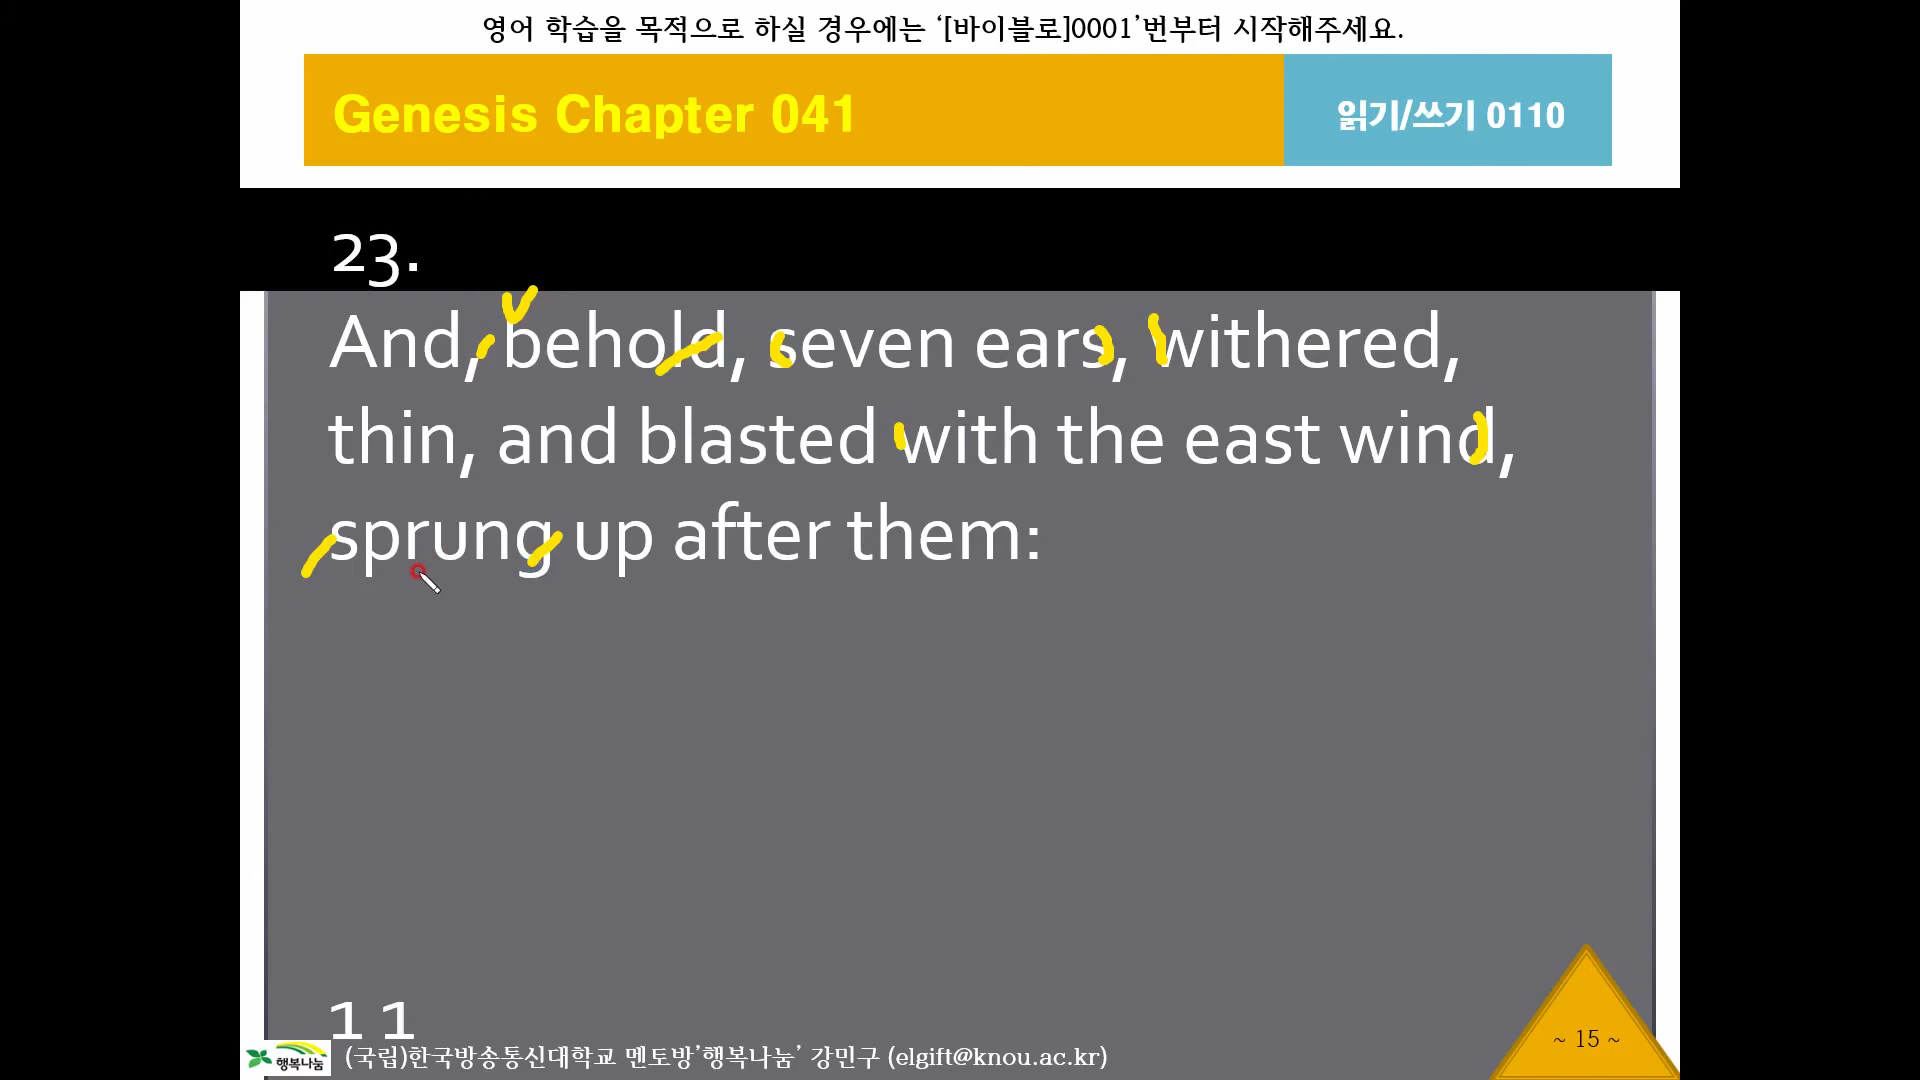 영어 학습을 목적으로 하실 경우에는 ‘[바이블로]0001’번부터 시작해주세요.
Genesis Chapter 041
읽기/쓰기 0110
23.
And, behold, seven ears, withered,
thin, and blasted with the east wind,
sprung up after them:
11
~ 15 ~
행복나눔
(국립)한국방송통신대학교 멘토방’행복나눔’ 강민구 (elgift@knou.ac.kr)